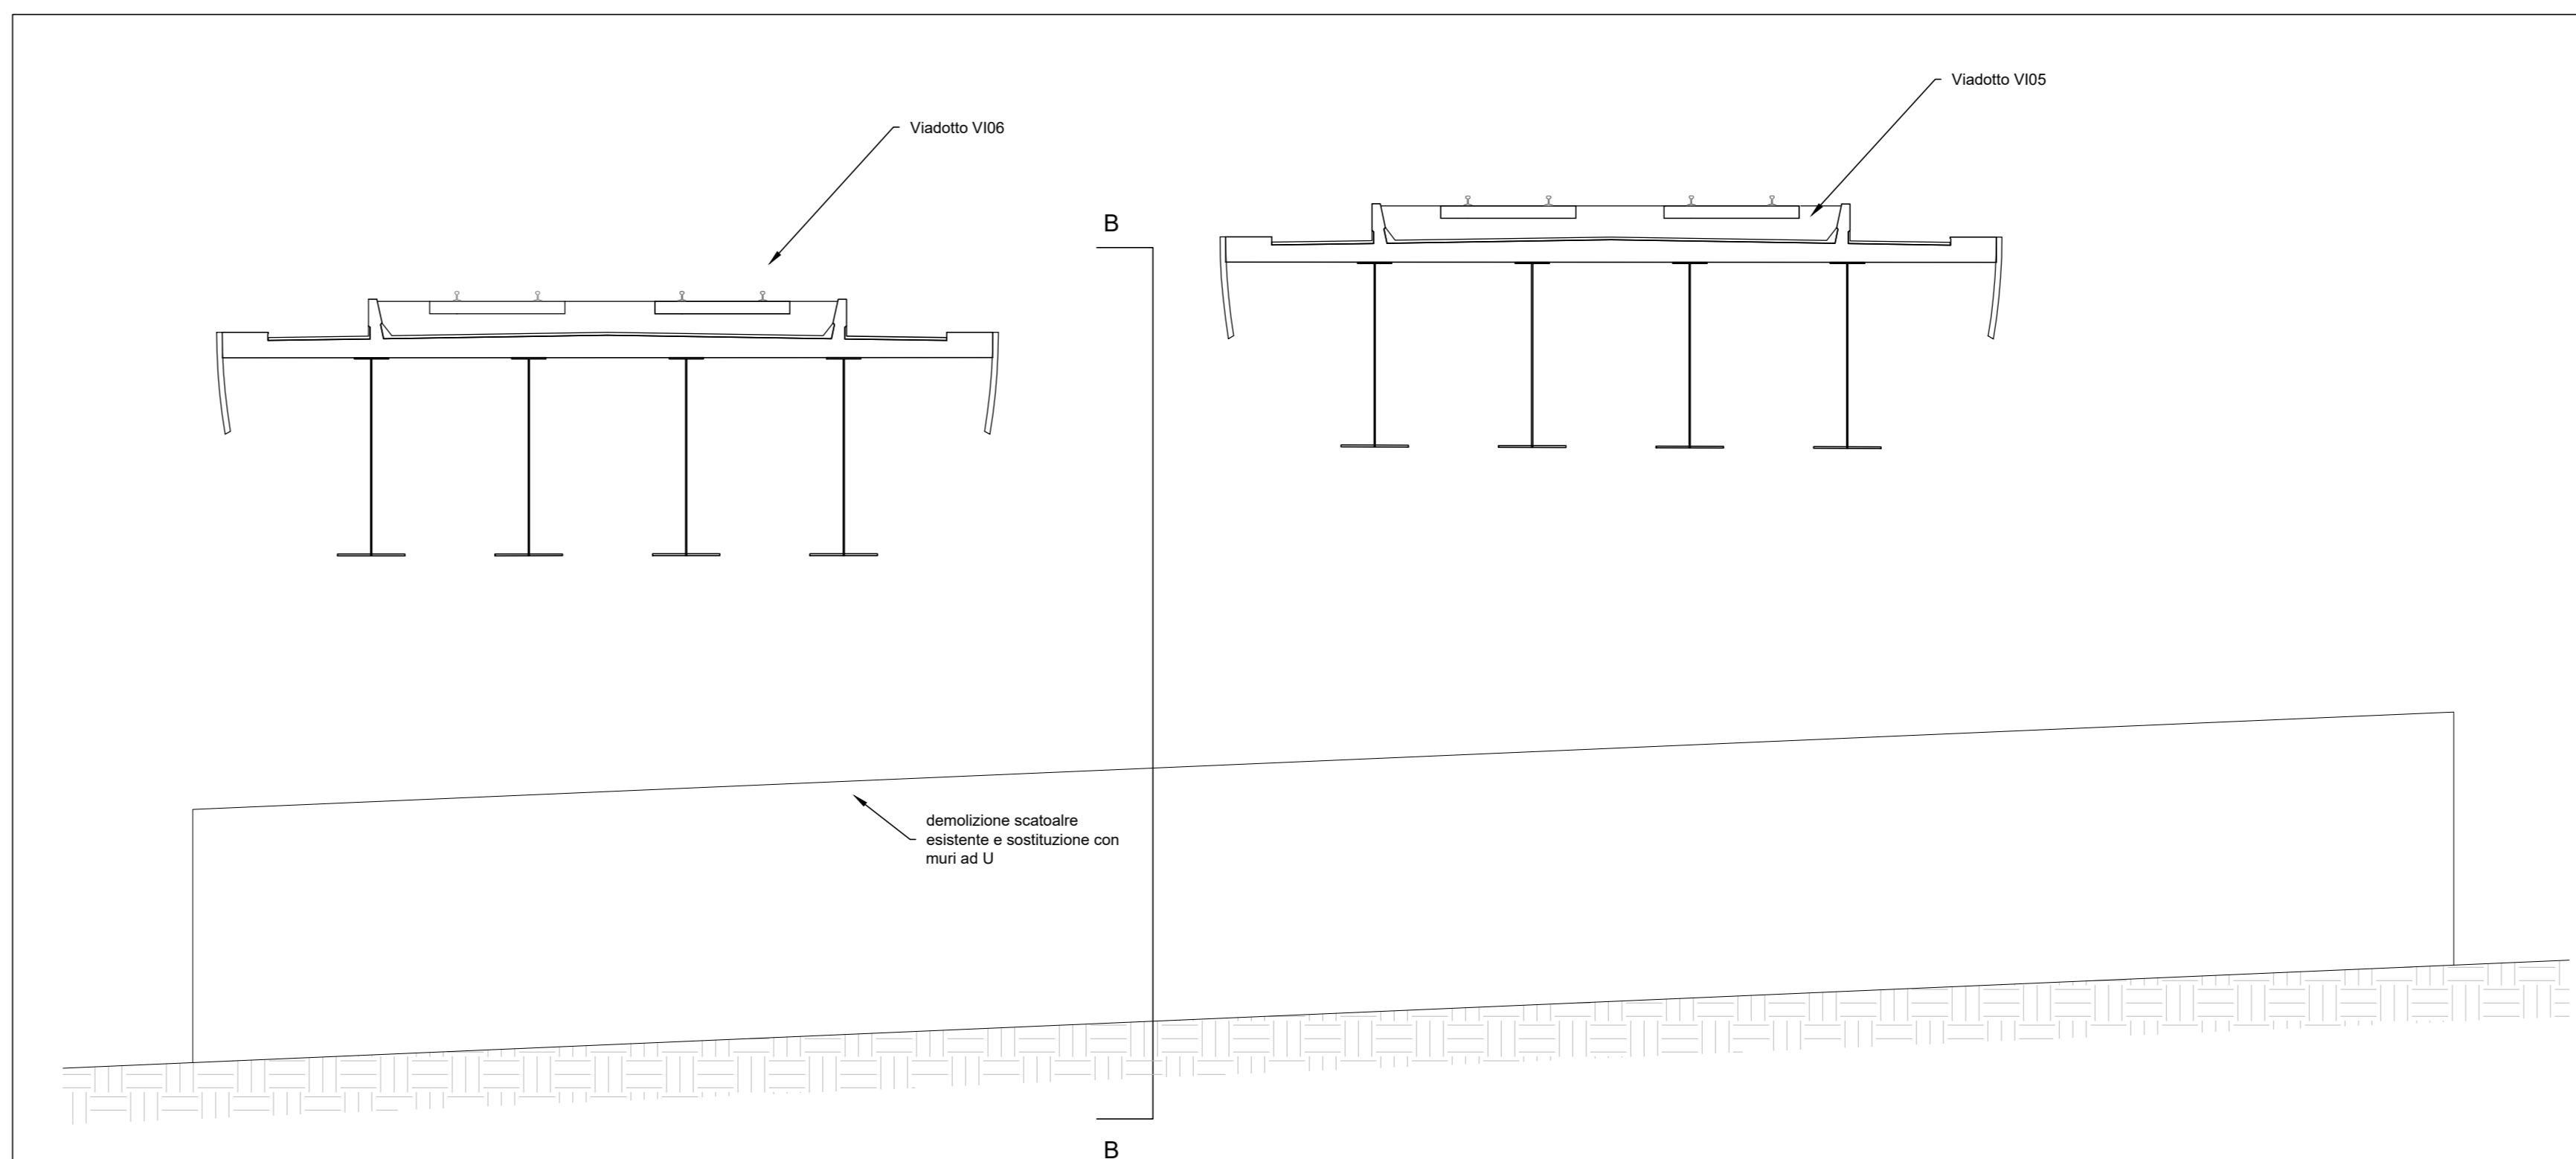 Viadotto VI05
Viadotto VI06
B
demolizione scatoalre
esistente e sostituzione con
muri ad U
B